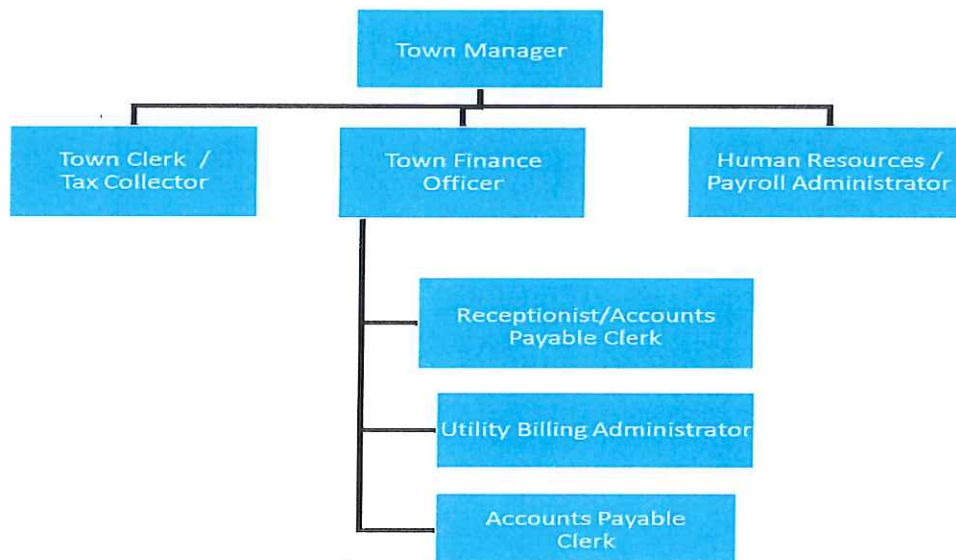 Town Manager
Town Clerk /
Tax Collector
Town Finance
Officer
Human Resources /
Payroll Administrator
Receptionist/Accounts
Payable Clerk
Utility Billing Administrator
Accounts Payable
Clerk